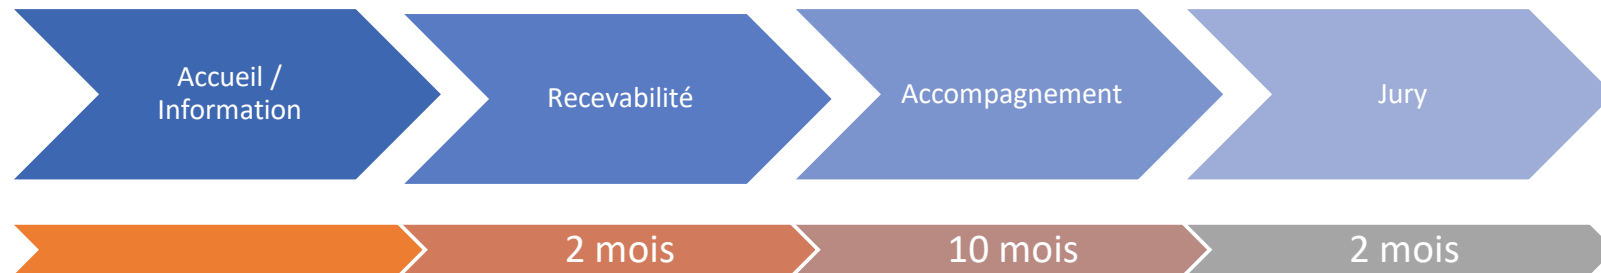 Accueil /
Information
Recevabilité
Accompagnement
Jury
2 mois
10 mois
2 mois